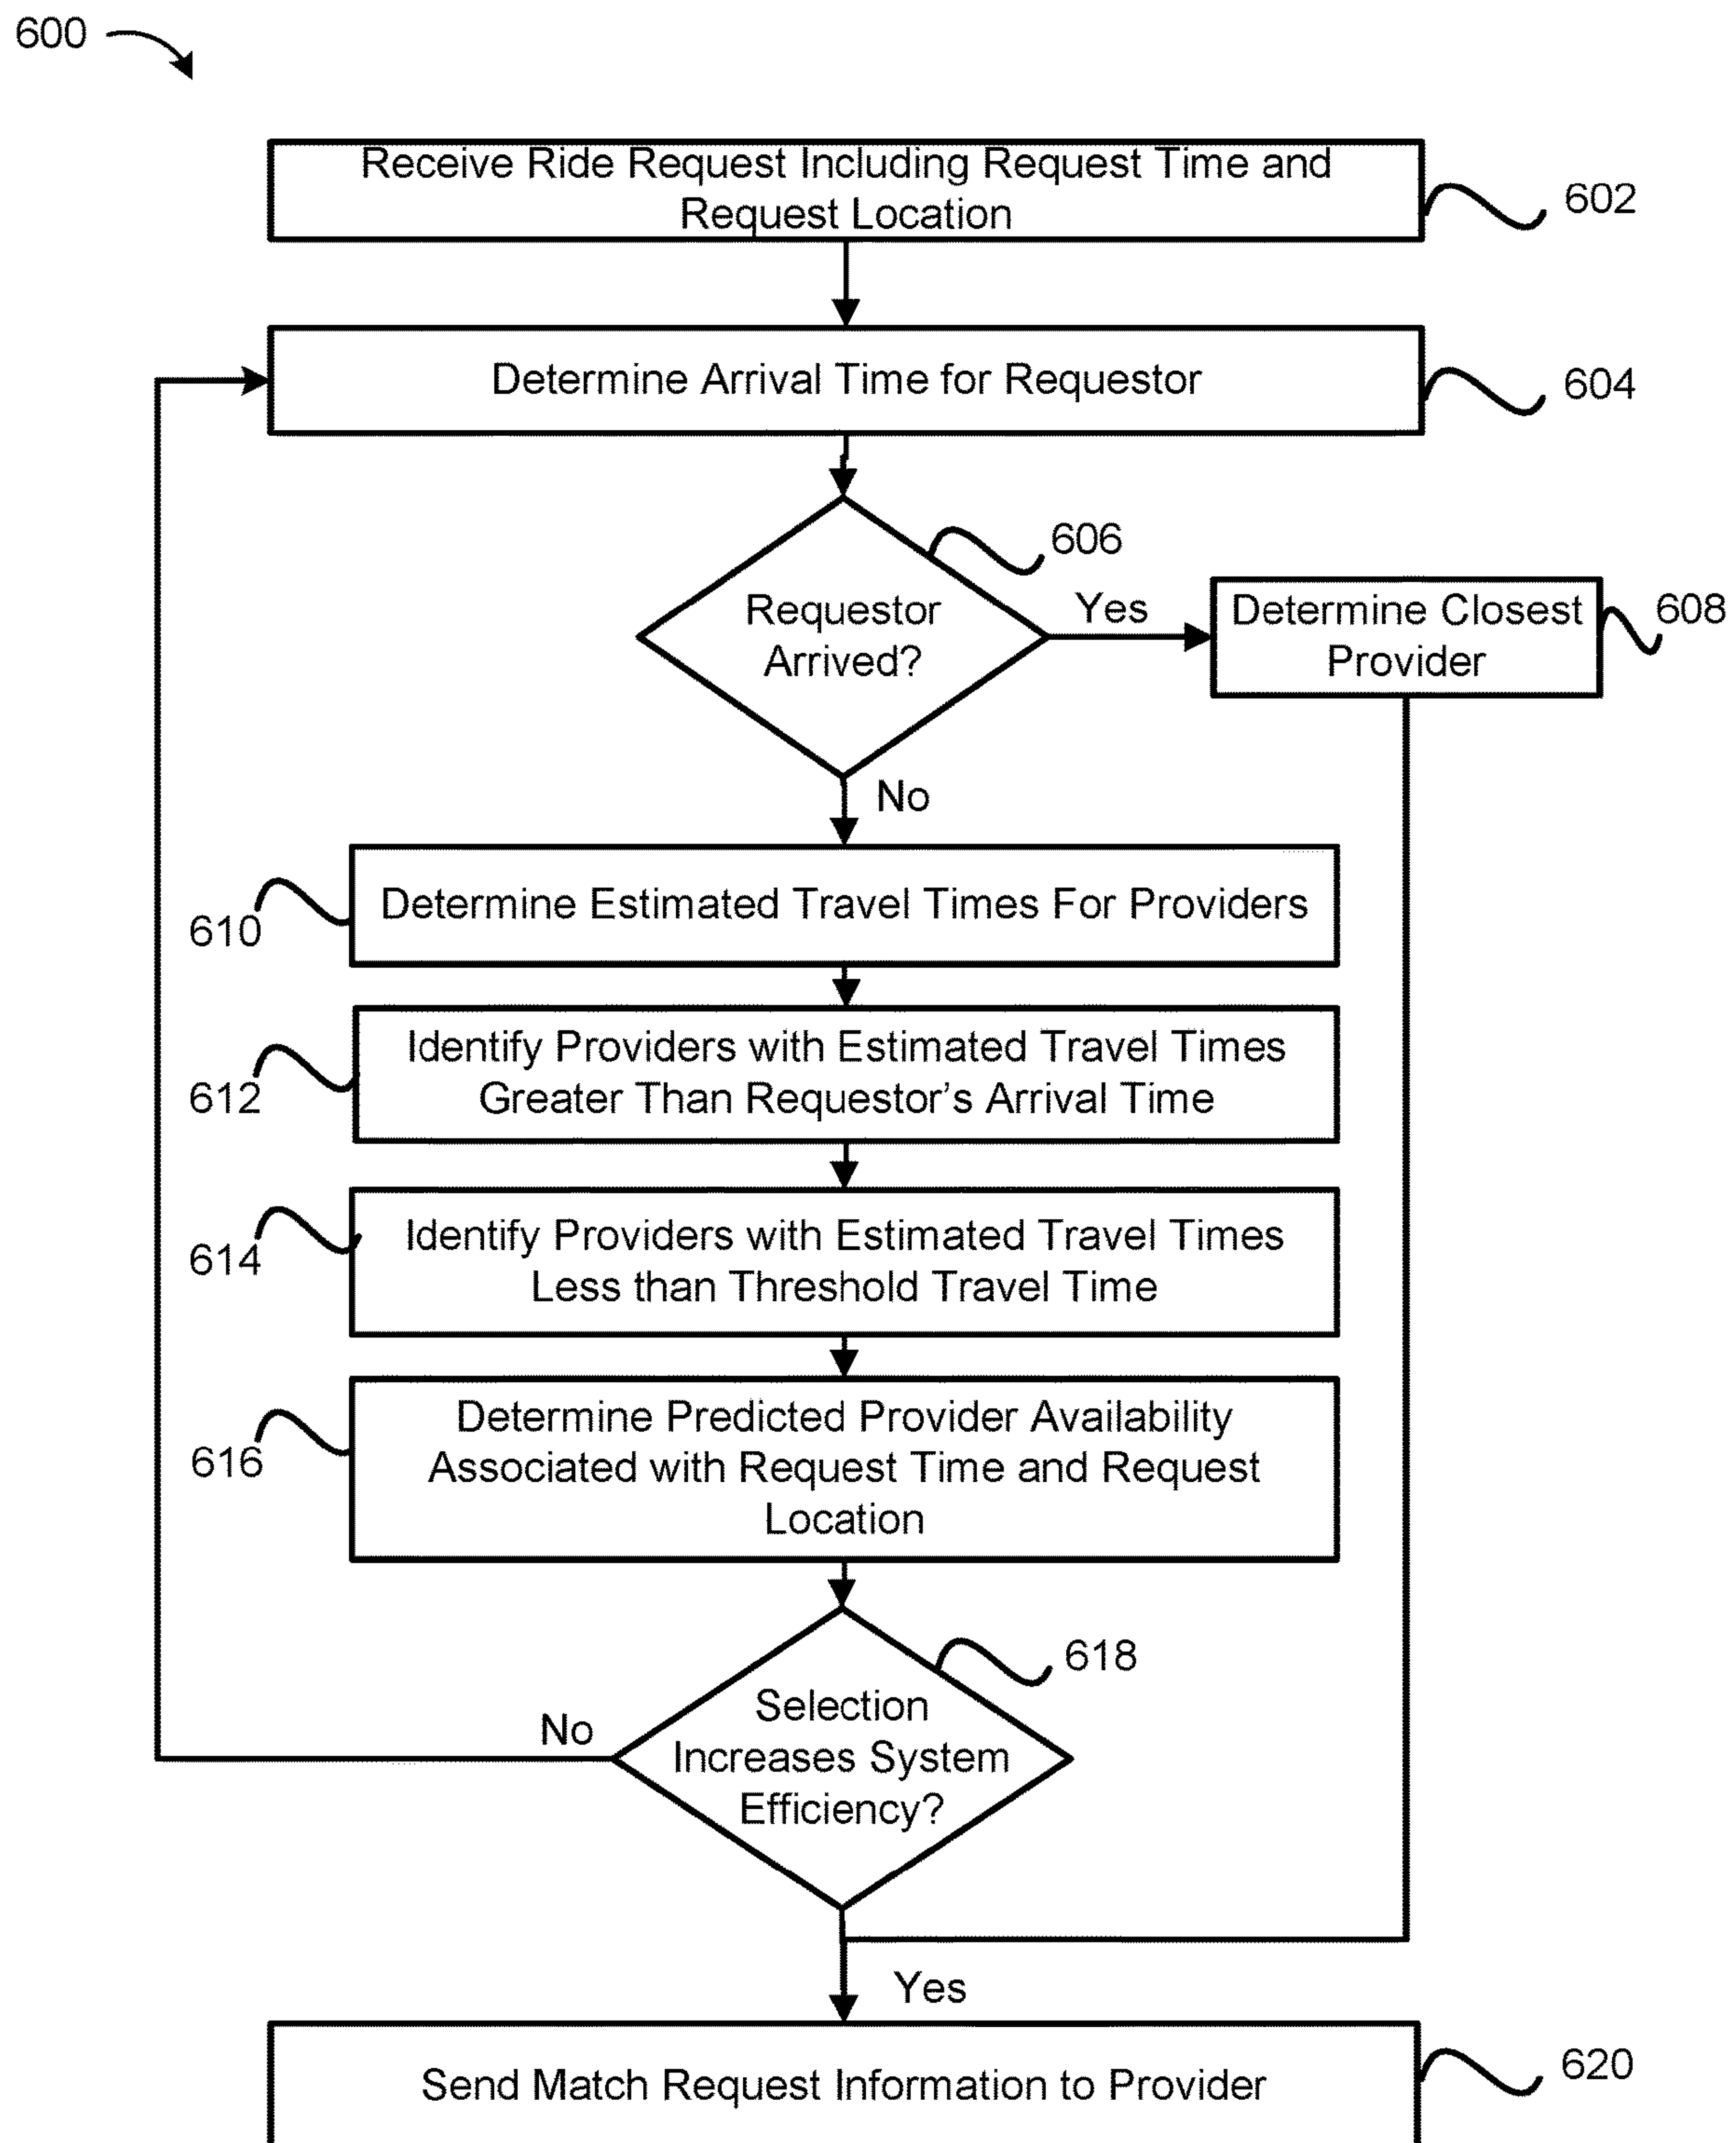 600
Receive Ride Request Including Request Time and
Request Location
602
Determine Arrival Time for Requestor
604
606
Requestor
Arrived?
Yes
Determine Closest
Provider
608
No
Determine Estimated Travel Times For Providers
610
Identify Providers with Estimated Travel Times
Greater Than Requestor's Arrival Time
612
Identify Providers with Estimated Travel Times
Less than Threshold Travel Time
614
Determine Predicted Provider Availability
Associated with Request Time and Request
Location
616
618
Selection
Increases System
Efficiency?
No
Yes
Send Match Request Information to Provider
620